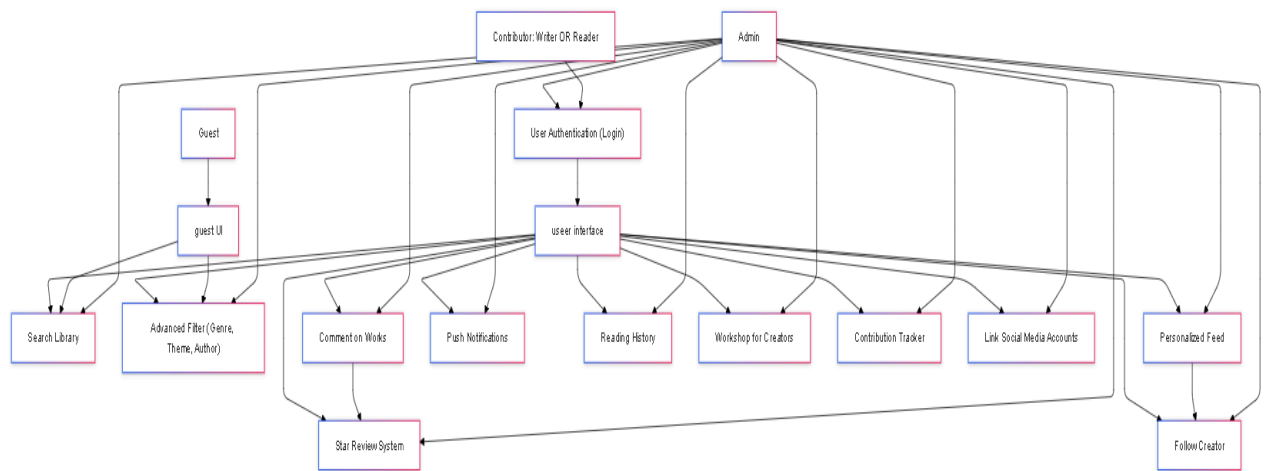 Contributor: Writer OR Reader
Admin
Guest
User Authentication (Login)
guest UI
useer interface
Search Library
Advanced Filter (Genre,
Theme, Author)
Comment on Works
Push Notifications
Reading History
Workshop for Creators
Contribution Tracker
Link Social Media Accounts
Personalized Feed
Star Review System
Follow Creator